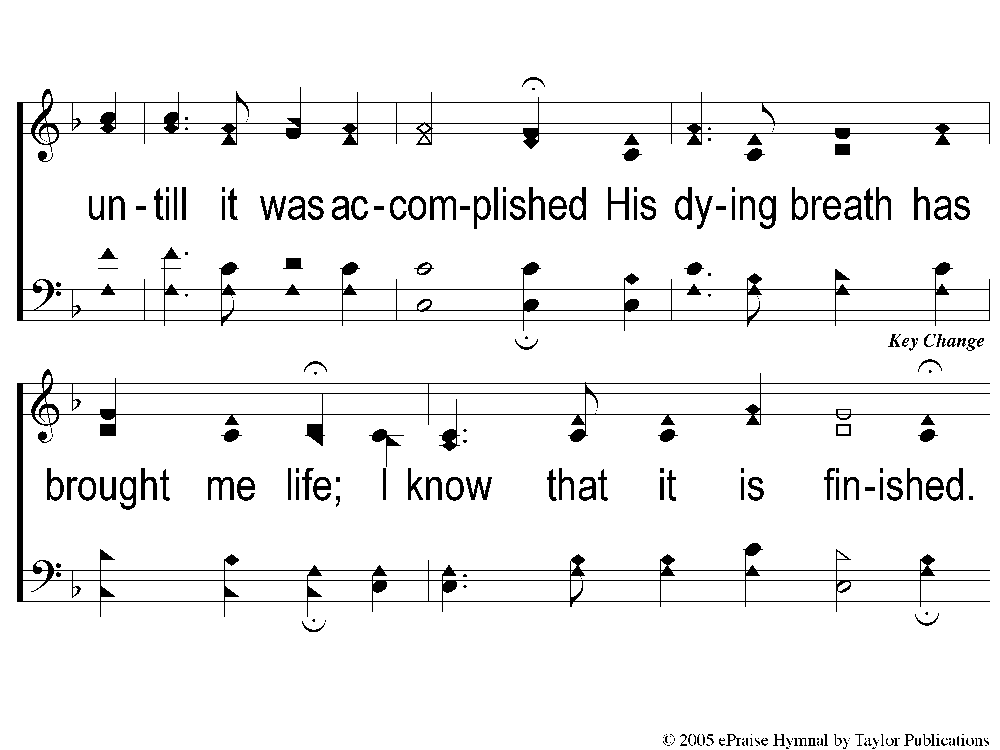 un - till it was ac - com - plished His dy - ing breath has
Key Change
brought me life; I know that it is fin - ished.
© 2005 ePraise Hymnal by Taylor Publications